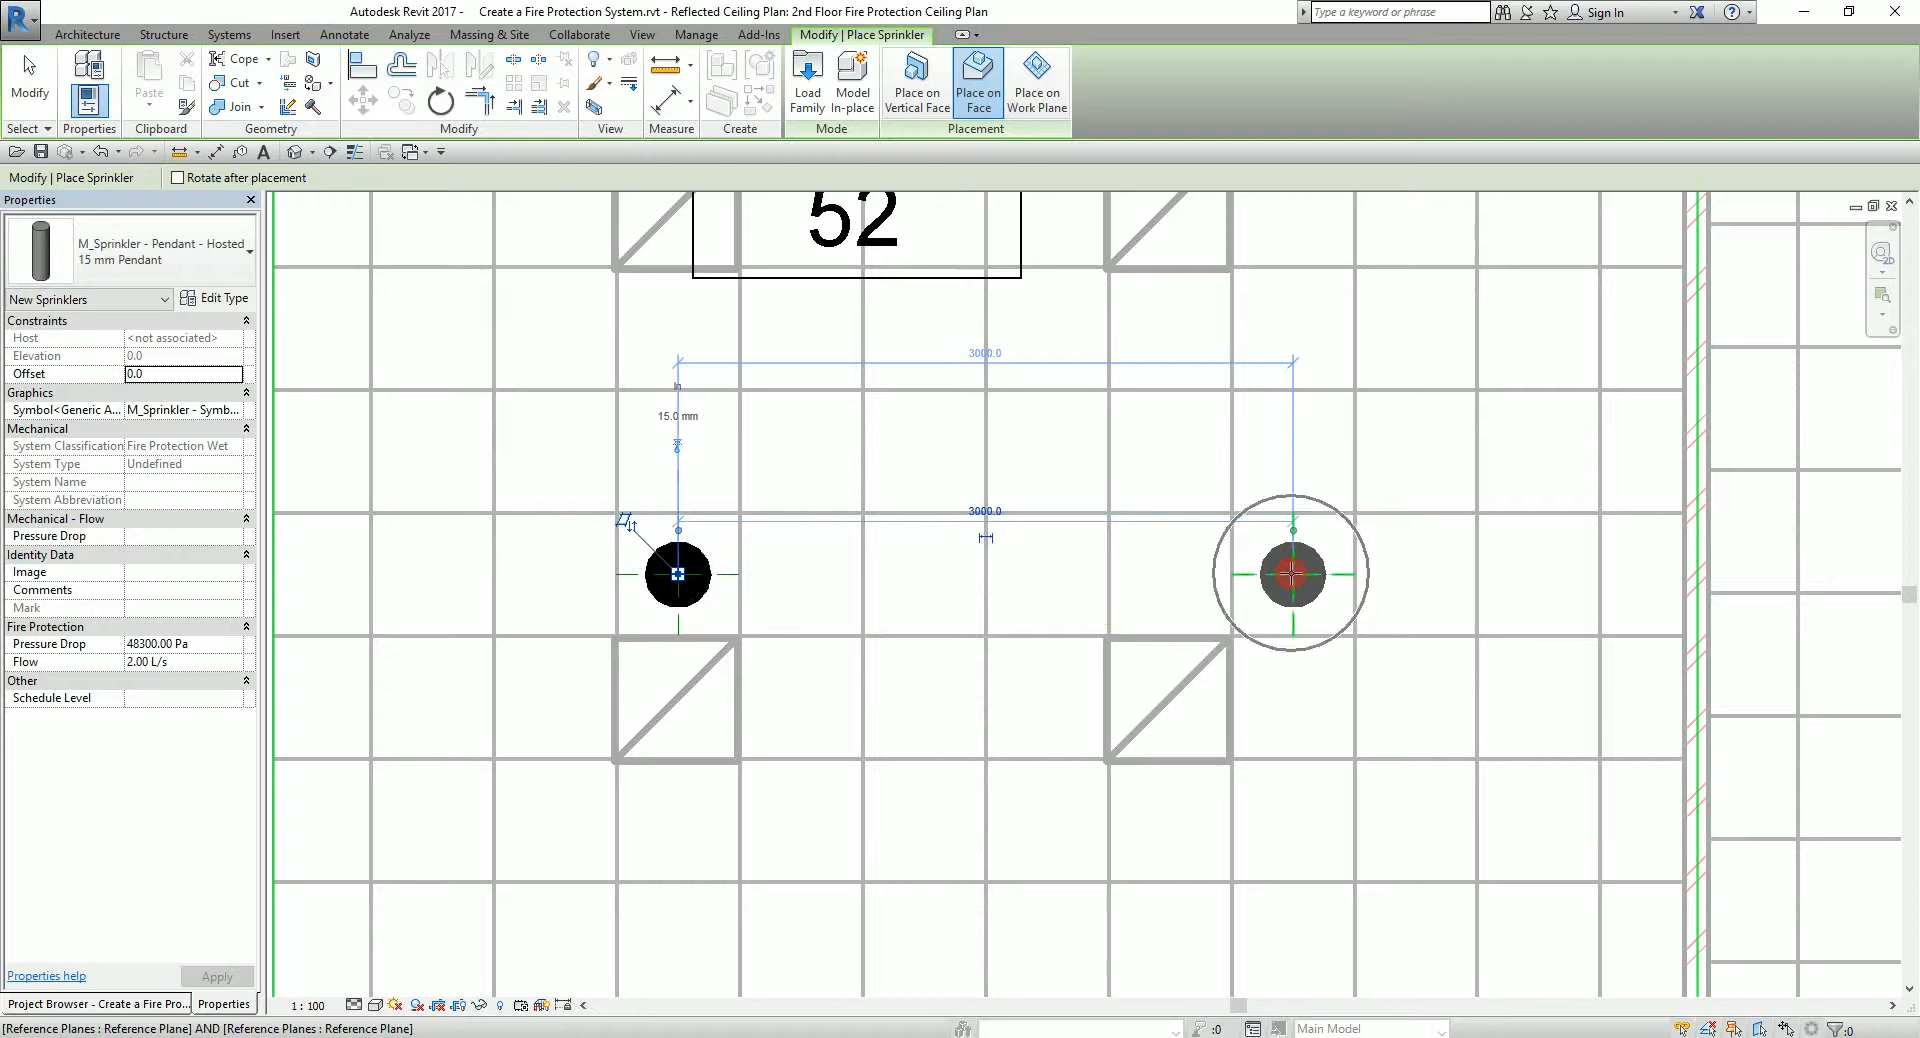 Autodesk Revit 2017 - Create a Fire Protection System.rvt - Reflected Ceiling Plan: 2nd Floor Fire Protection Ceiling Plan
Type a keyword or phrase
Sign In
Architecture Structure Systems Insert Annotate Analyze Massing & Site Collaborate View Manage Add-Ins Modify | Place Sprinkler
Modify
Paste
Cope
Cut
Join
Load Family
Model In-place
Place on Vertical Face
Place on Face
Place on Work Plane
Select Properties Clipboard Geometry Modify View Measure Create Mode Placement
Modify | Place Sprinkler
Rotate after placement
Properties
M_Sprinkler - Pendant - Hosted
15 mm Pendant
New Sprinklers
Edit Type
Constraints
Host <not associated>
Elevation 0.0
Offset 0.0
Graphics
Symbol<Generic A... M_Sprinkler - Symb...
Mechanical
System Classification Fire Protection Wet
System Type Undefined
System Name
System Abbreviation
Mechanical - Flow
Pressure Drop
Identity Data
Image
Comments
Mark
Fire Protection
Pressure Drop 48300.00 Pa
Flow 2.00 L/s
Other
Schedule Level
Properties help
Apply
Project Browser - Create a Fire Pro...
Properties
52
3000.0
15.0 mm
3000.0
2D
1 : 100
[Reference Planes : Reference Plane] AND [Reference Planes : Reference Plane]
:0
Main Model
:0